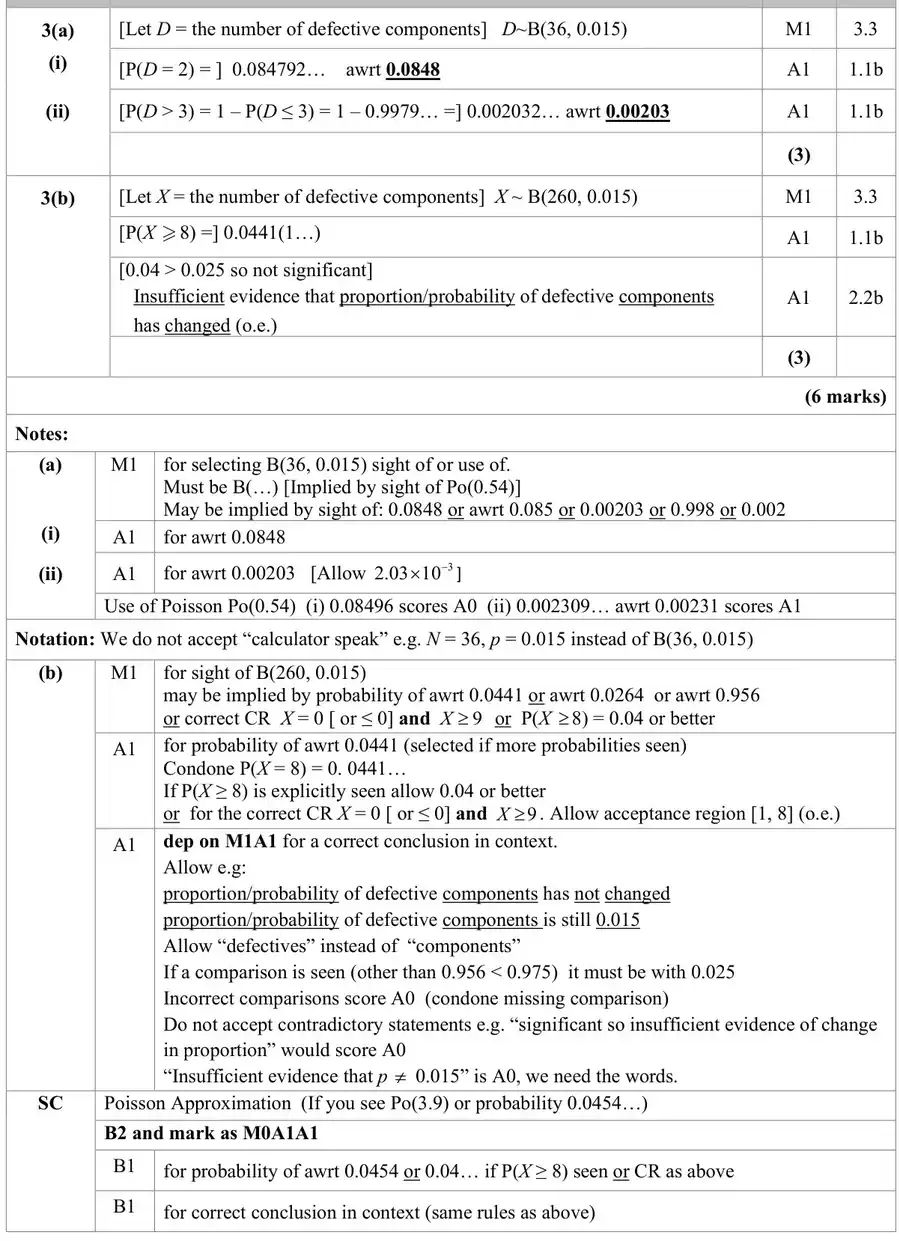 3(a) [Let D = the number of defective components] D~B(36, 0.015) M1 3.3
(i) [P(D = 2) = ] 0.084792… awrt 0.0848 A1 1.1b
(ii) [P(D > 3) = 1 – P(D ≤ 3) = 1 – 0.9979… =] 0.002032… awrt 0.00203 A1 1.1b
(3)
3(b) [Let X = the number of defective components] X ~ B(260, 0.015) M1 3.3
[P(X ⩾ 8) =] 0.0441(1…) A1 1.1b
[0.04 > 0.025 so not significant]
Insufficient evidence that proportion/probability of defective components A1 2.2b
has changed (o.e.)
(3)
(6 marks)
Notes:
(a) M1 for selecting B(36, 0.015) sight of or use of.
Must be B(…) [Implied by sight of Po(0.54)]
May be implied by sight of: 0.0848 or awrt 0.085 or 0.00203 or 0.998 or 0.002
(i) A1 for awrt 0.0848
(ii) A1 for awrt 0.00203 [Allow 2.03×10⁻³ ]
Use of Poisson Po(0.54) (i) 0.08496 scores A0 (ii) 0.002309… awrt 0.00231 scores A1
Notation: We do not accept “calculator speak” e.g. N = 36, p = 0.015 instead of B(36, 0.015)
(b) M1 for sight of B(260, 0.015)
may be implied by probability of awrt 0.0441 or awrt 0.0264 or awrt 0.956
or correct CR X = 0 [ or ≤ 0] and X ≥ 9 or P(X ≥ 8) = 0.04 or better
A1 for probability of awrt 0.0441 (selected if more probabilities seen)
Condone P(X = 8) = 0. 0441…
If P(X ≥ 8) is explicitly seen allow 0.04 or better
or for the correct CR X = 0 [ or ≤ 0] and X ≥ 9 . Allow acceptance region [1, 8] (o.e.)
A1 dep on M1A1 for a correct conclusion in context.
Allow e.g:
proportion/probability of defective components has not changed
proportion/probability of defective components is still 0.015
Allow “defectives” instead of “components”
If a comparison is seen (other than 0.956 < 0.975) it must be with 0.025
Incorrect comparisons score A0 (condone missing comparison)
Do not accept contradictory statements e.g. “significant so insufficient evidence of change
in proportion” would score A0
“Insufficient evidence that p ≠ 0.015” is A0, we need the words.
SC Poisson Approximation (If you see Po(3.9) or probability 0.0454…)
B2 and mark as M0A1A1
B1 for probability of awrt 0.0454 or 0.04… if P(X ≥ 8) seen or CR as above
B1 for correct conclusion in context (same rules as above)